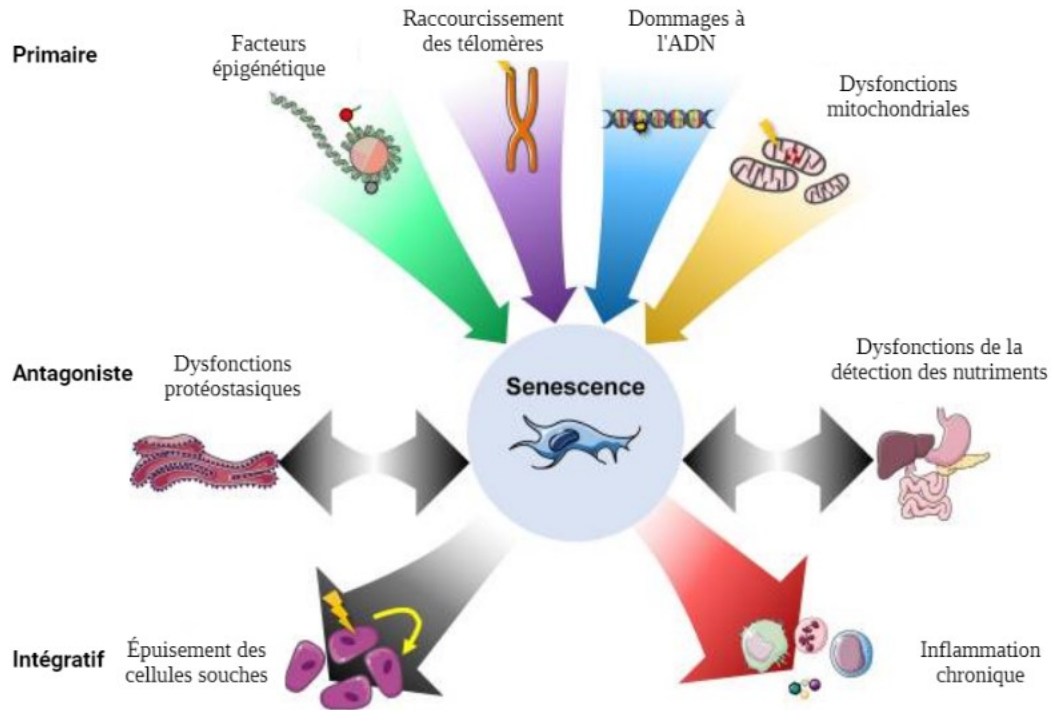 Primaire
Facteurs
épigénétique
Raccourcissement
des télomères
Dommages à
l'ADN
Dysfonctions
mitochondriales
Antagoniste
Dysfonctions
protéostasiques
Senescence
Dysfonctions de la
détection des nutriments
Intégratif
Épuisement des
cellules souches
Inflammation
chronique